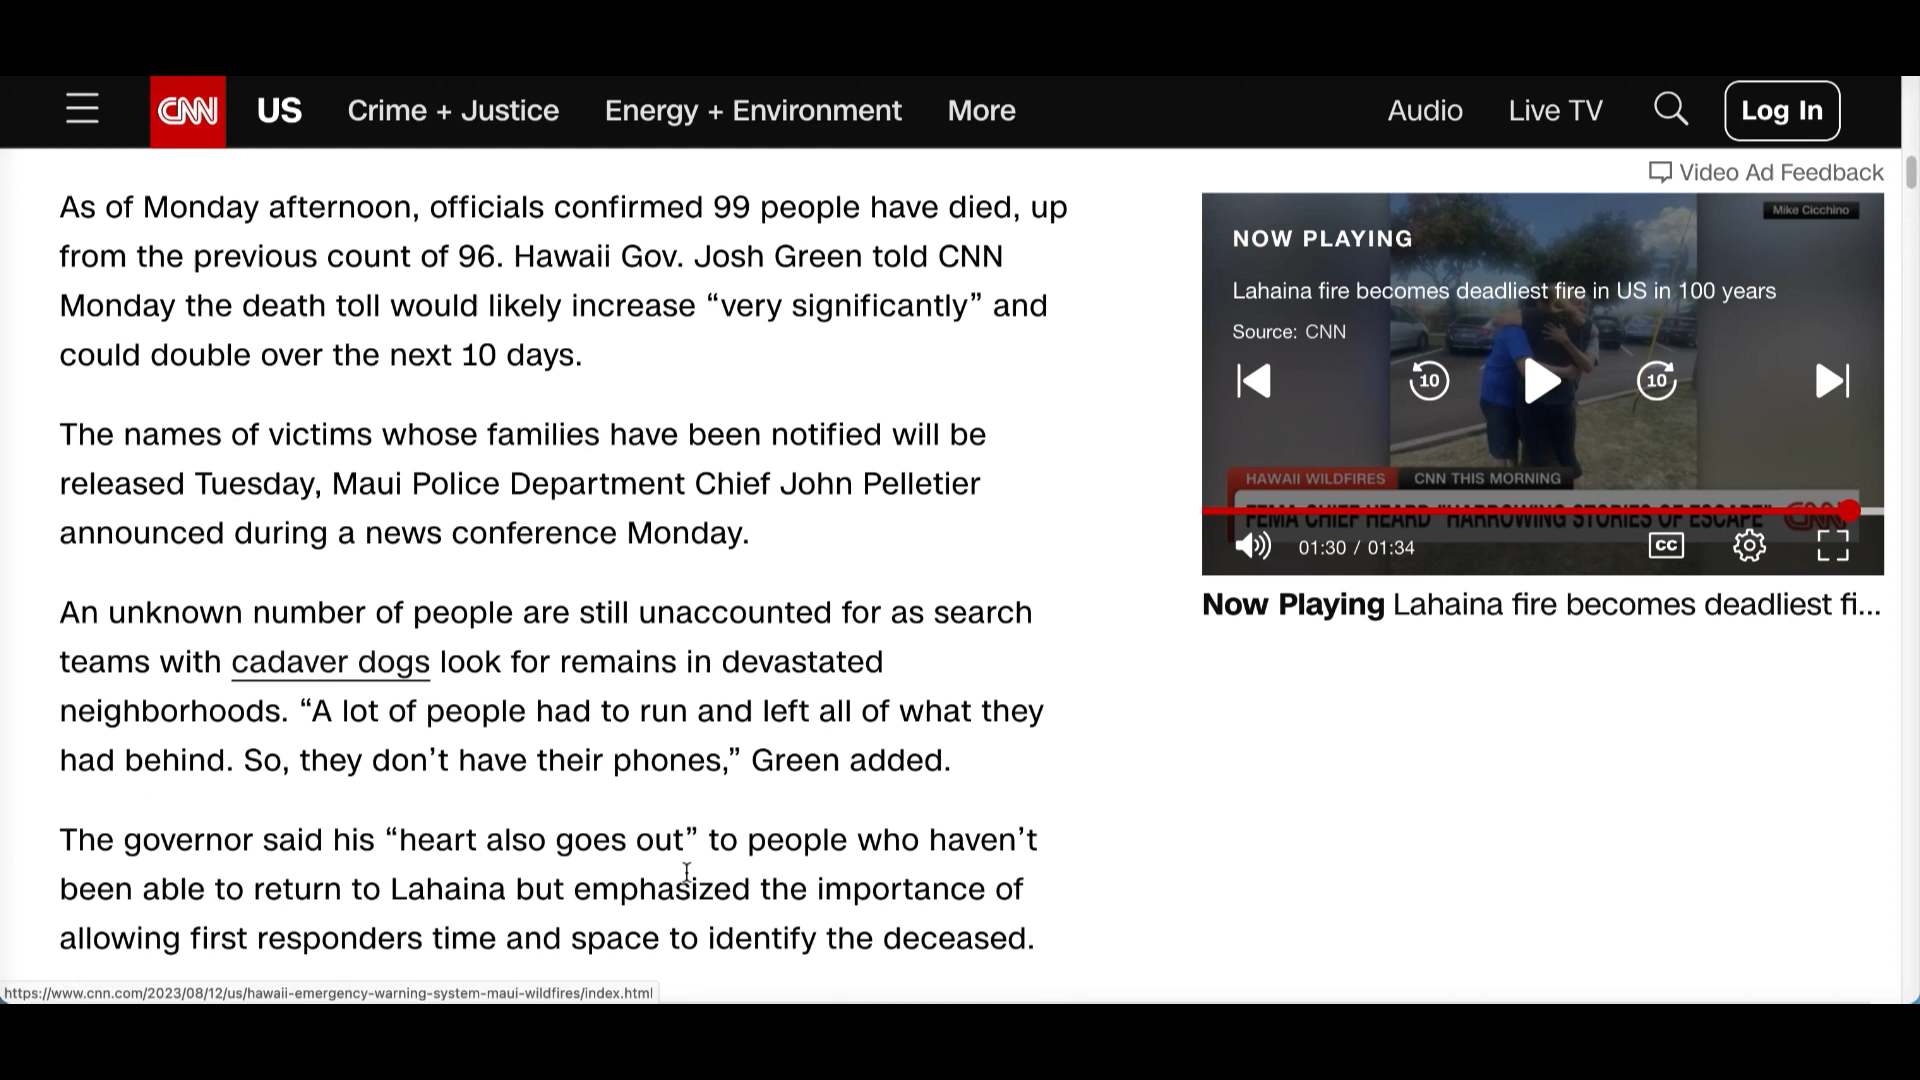 CNN US Crime + Justice Energy + Environment More Audio Live TV Log In
Video Ad Feedback
As of Monday afternoon, officials confirmed 99 people have died, up
from the previous count of 96. Hawaii Gov. Josh Green told CNN
Monday the death toll would likely increase “very significantly” and
could double over the next 10 days.
The names of victims whose families have been notified will be
released Tuesday, Maui Police Department Chief John Pelletier
announced during a news conference Monday.
An unknown number of people are still unaccounted for as search
teams with cadaver dogs look for remains in devastated
neighborhoods. “A lot of people had to run and left all of what they
had behind. So, they don’t have their phones,” Green added.
The governor said his “heart also goes out” to people who haven’t
been able to return to Lahaina but emphasized the importance of
allowing first responders time and space to identify the deceased.
Mike Cicchino
NOW PLAYING
Lahaina fire becomes deadliest fire in US in 100 years
Source: CNN
10 10
HAWAII WILDFIRES CNN THIS MORNING
FEMA CHIEF HEARD "HARROWING STORIES OF ESCAPE" CNN
01:30 / 01:34 CC
Now Playing Lahaina fire becomes deadliest fi...
https://www.cnn.com/2023/08/12/us/hawaii-emergency-warning-system-maui-wildfires/index.html